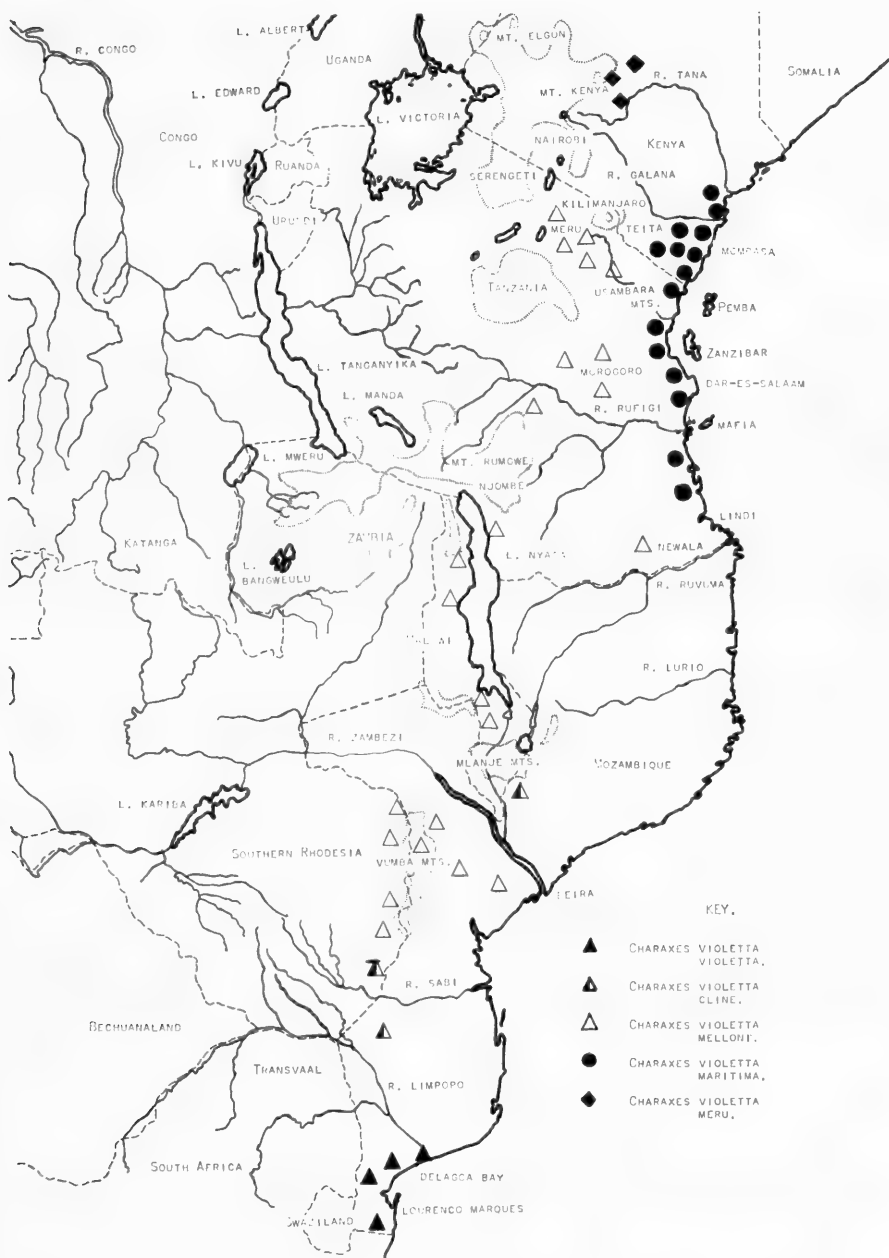 L. ALBERT
MT. ELGON
R. CONGO
UGANDA
SOMALIA
R. TANA
MT. KENYA
L. EDWARD
L. VICTORIA
CONGO
NAIROBI
KENYA
L. KIVU
RUANDA
SERENGETI
R. GALANA
KILIMANJARO
URUNDI
MERU
TEITA
MOMBASA
TANZANIA
USAMBARA
MTS.
PEMBA
ZANZIBAR
L. TANGANYIKA
MOROGORO
DAR-ES-SALAAM
L. MANDA
R. RUFIGI
MAFIA
L. MWERU
MT. RUMGWE
NJOMBE
LINDI
KATANGA
L. NYASA
NEWALA
L.
BANGWEULU
R. RUVUMA
R. LURIO
R. ZAMBEZI
MLANJE MTS.
MOZAMBIQUE
L. KARIBA
SOUTHERN RHODESIA
VUMBA MTS.
BEIRA
KEY.
CHARAXES VIOLETTA
VIOLETTA.
CHARAXES VIOLETTA
CLINE.
R. SABI
CHARAXES VIOLETTA
MELLONI.
BECHUANALAND
TRANSVAAL
CHARAXES VIOLETTA
MARITIMA.
R. LIMPOPO
CHARAXES VIOLETTA
MERU.
SOUTH AFRICA
DELAGOA BAY
LOURENCO MARQUES
SWAZILAND